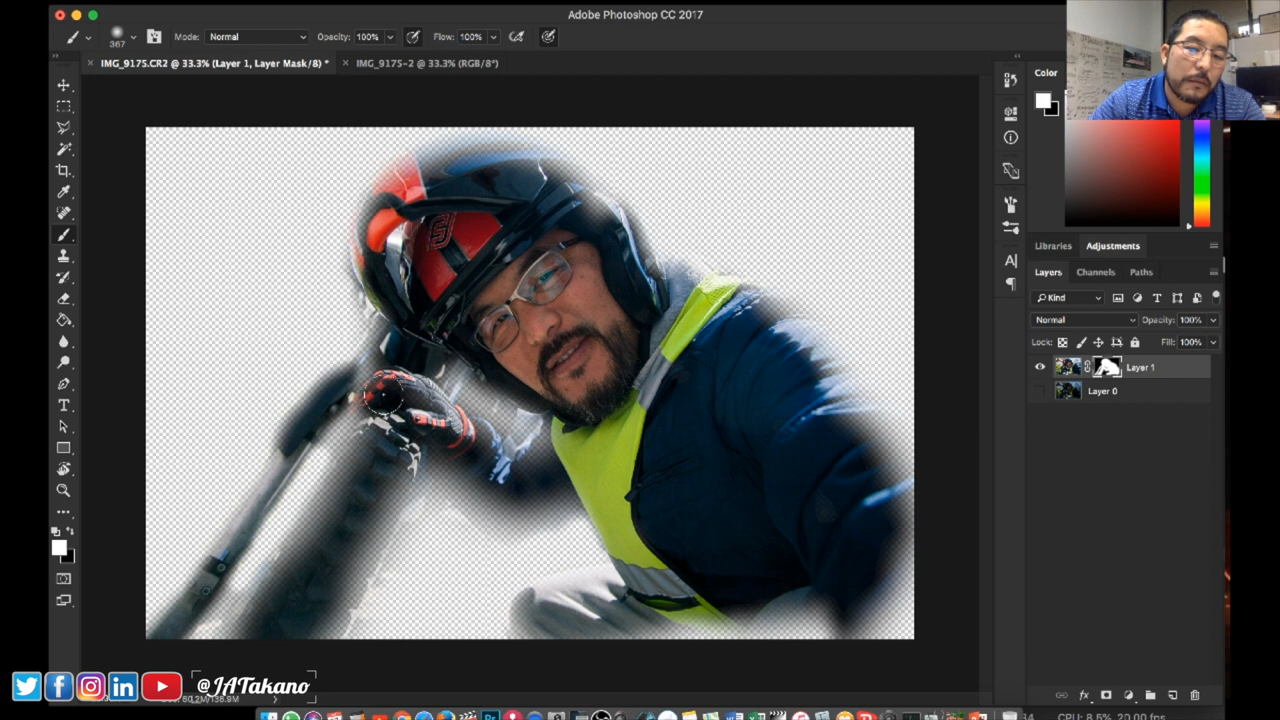 Adobe Photoshop CC 2017
367
Mode: Normal Opacity: 100% Flow: 100%
× IMG_9175.CR2 @ 33.3% (Layer 1, Layer Mask/8) * × IMG_9175-2 @ 33.3% (RGB/8*)
Color
Libraries Adjustments
Layers Channels Paths
Kind
Normal Opacity: 100%
Lock: Fill: 100%
Layer 1
Layer 0
@JATakano